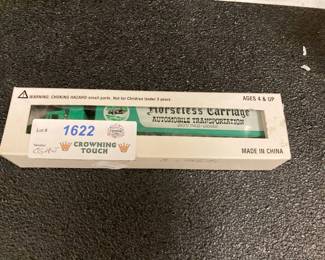 WARNING: CHOKING HAZARD-small parts. Not for Children Under 3 years
AGES 4 & UP
Horseless Carriage
AUTOMOBILE TRANSPORTATION
Lot #
1622
CROWNING
TOUCH
MADE IN CHINA